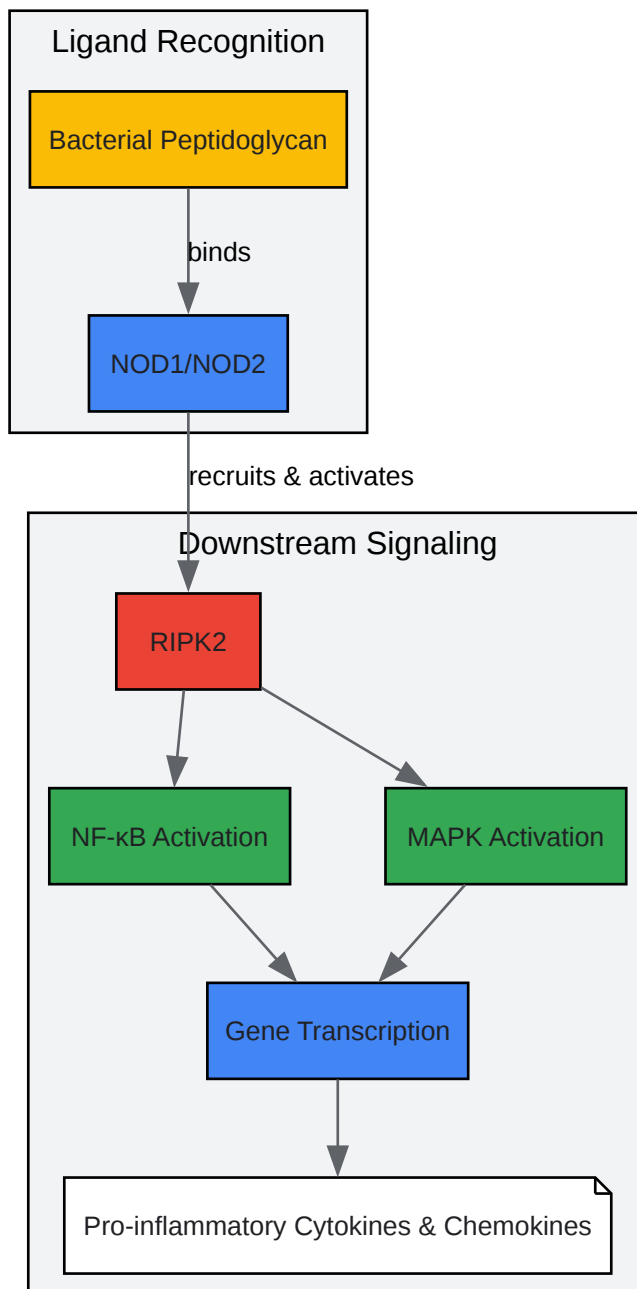 Ligand Recognition
Bacterial Peptidoglycan
binds
NOD1/NOD2
recruits & activates
Downstream Signaling
RIPK2
NF-κB Activation
MAPK Activation
Gene Transcription
Pro-inflammatory Cytokines & Chemokines